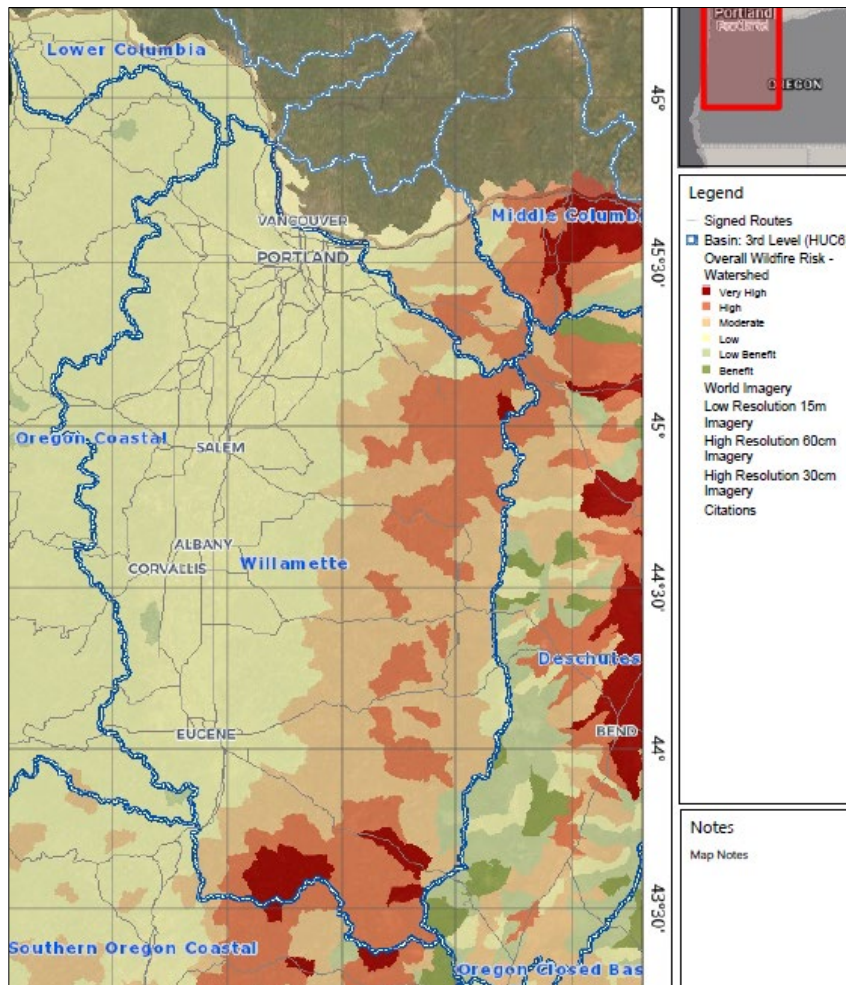 Lower Columbia
VANCOUVER
PORTLAND
Middle Columb
Oregon Coastal
SALEM
ALBANY
CORVALLIS
Willamette
Deschutes
EUCENE
BEND
Southern Oregon Coastal
Oregon Closed Bas
46°
45°30'
45°
44°30'
44°
43°30'
Portland
Portland
OREGON
Legend
Signed Routes
Basin: 3rd Level (HUC6
Overall Wildfire Risk -
Watershed
Very High
High
Moderate
Low
Low Benefit
Benefit
World Imagery
Low Resolution 15m
Imagery
High Resolution 60cm
Imagery
High Resolution 30cm
Imagery
Citations
Notes
Map Notes